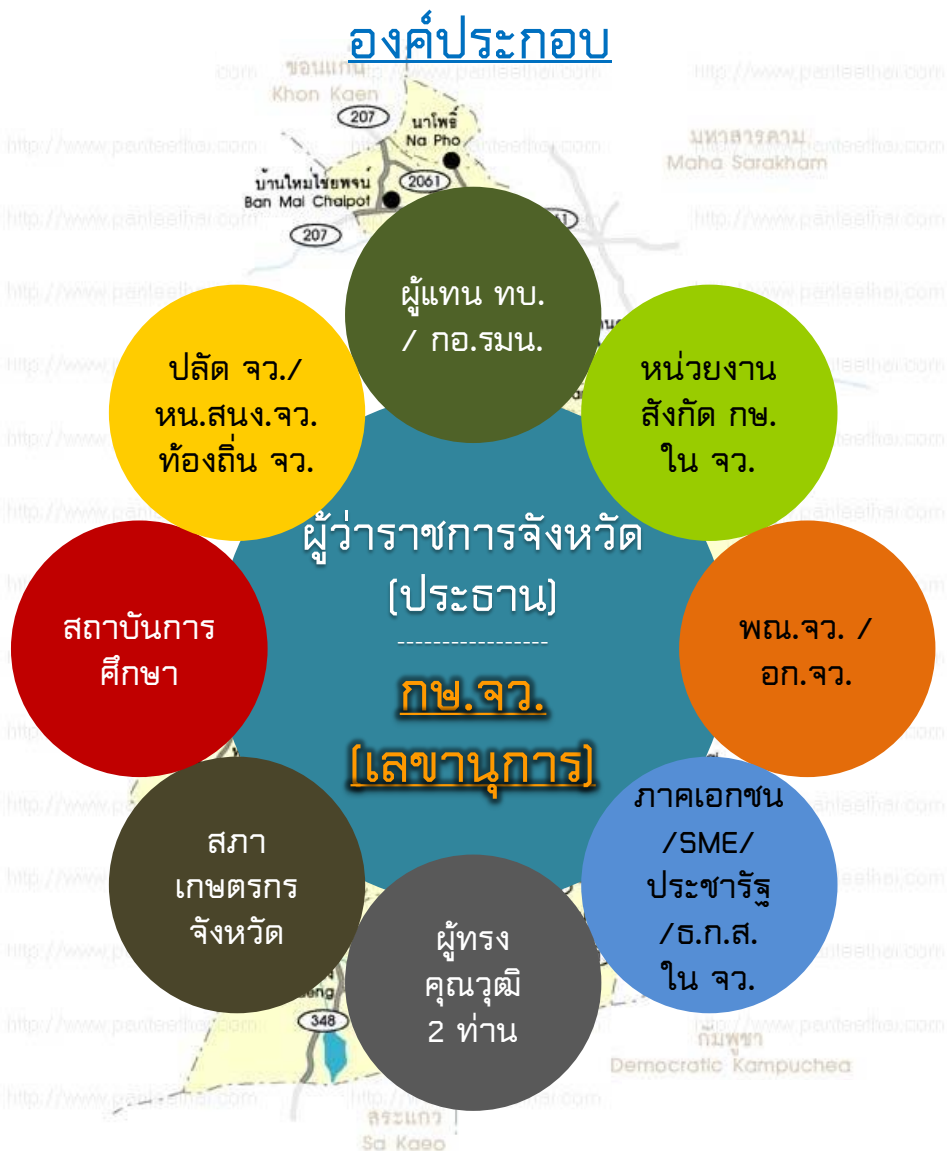 องค์ประกอบ
ขอนแก่น
Khon Kaen
http://www.panteethai.com
207
นาโพธิ์
Na Pho
มหาสารคาม
Maha Sarakham
บ้านใหม่ไชยพจน์
Ban Mai Chaipot
2061
207
ผู้แทน ทบ.
/ กอ.รมน.
ปลัด จว./
หน.สนง.จว.
ท้องถิ่น จว.
หน่วยงาน
สังกัด กษ.
ใน จว.
ผู้ว่าราชการจังหวัด
(ประธาน)
-----------------
กษ.จว.
(เลขานุการ)
สถาบันการ
ศึกษา
พณ.จว. /
อก.จว.
สภา
เกษตรกร
จังหวัด
ภาคเอกชน
/SME/
ประชารัฐ
/ธ.ก.ส.
ใน จว.
ผู้ทรง
คุณวุฒิ
2 ท่าน
348
กัมพูชา
Democratic Kampuchea
สระแก้ว
Sa Kaeo